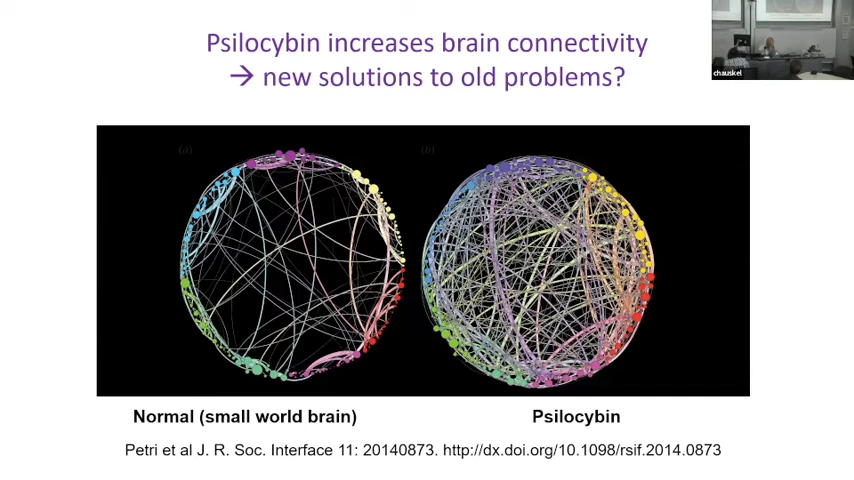 Psilocybin increases brain connectivity
→ new solutions to old problems?
chauskel
(a)
(b)
Normal (small world brain)
Psilocybin
Petri et al J. R. Soc. Interface 11: 20140873. http://dx.doi.org/10.1098/rsif.2014.0873